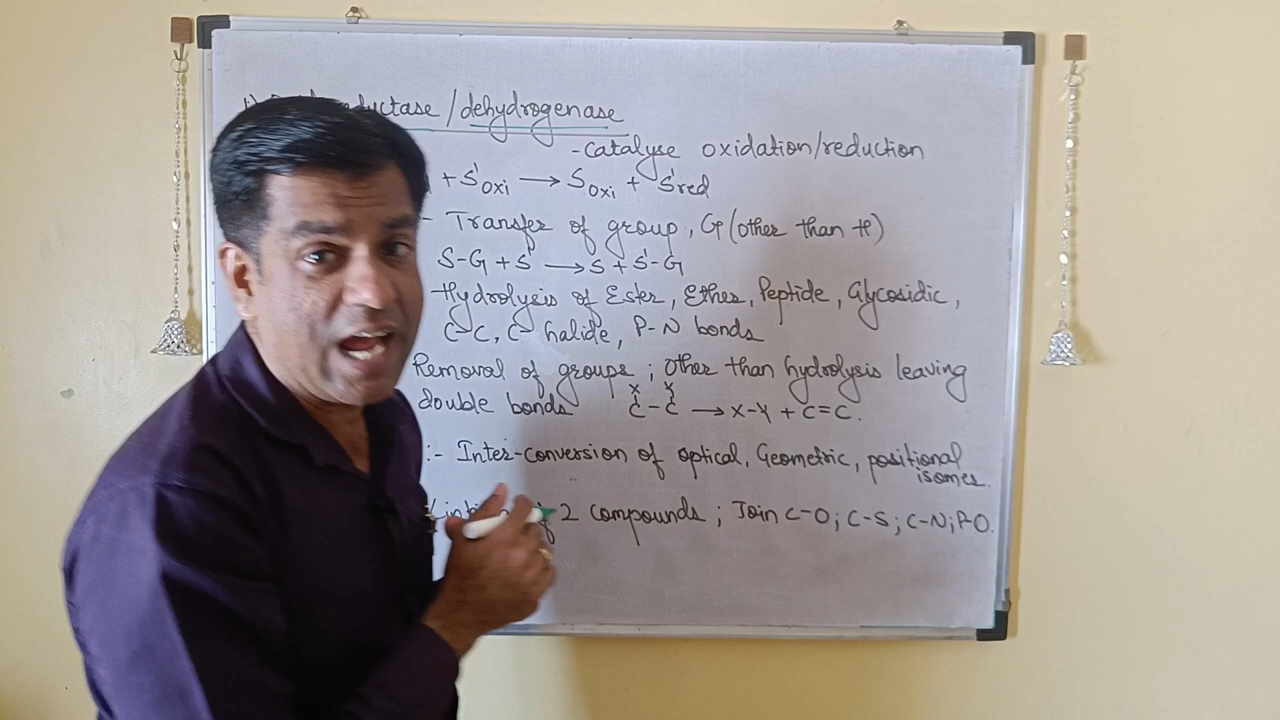 1) ductase / dehydrogenase
- catalyse oxidation/reduction
+ S'oxi → Soxi + S'red
- Transfer of group, G (other than H)
S-G + S' → S + S'-G
Hydrolysis of Ester, Ether, Peptide, Glycosidic,
C-C, C-halide, P-N bonds
Removal of groups ; Other than hydrolysis leaving
double bonds
X Y
C - C → X-Y + C=C.
:- Inter-conversion of optical, Geometric, positional
isomers.
2 compounds ; Join C-O; C-S; C-N; P-O.